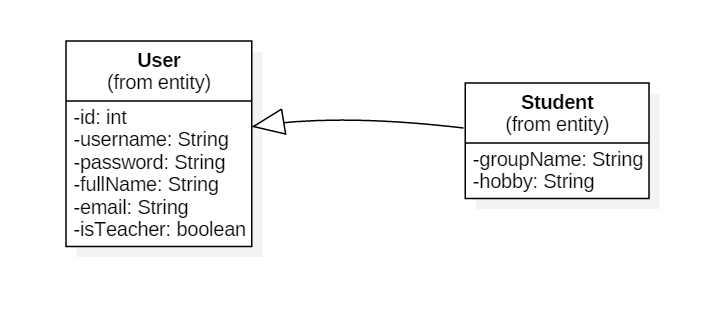 User
(from entity)
-id: int
-username: String
-password: String
-fullName: String
-email: String
-isTeacher: boolean
Student
(from entity)
-groupName: String
-hobby: String